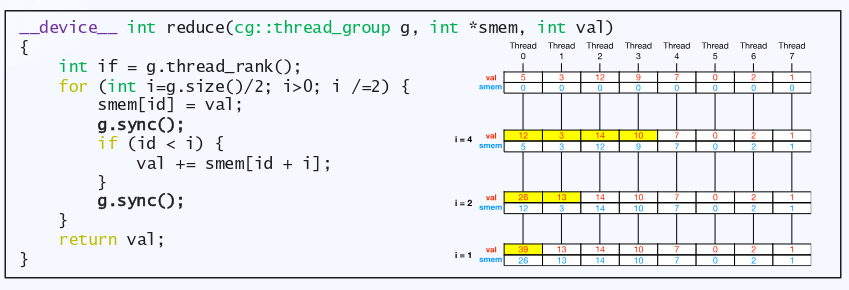 __device__ int reduce(cg::thread_group g, int *smem, int val)
{
int if = g.thread_rank();
for (int i=g.size()/2; i>0; i /=2) {
smem[id] = val;
g.sync();
if (id < i) {
val += smem[id + i];
}
g.sync();
}
return val;
}
Thread Thread Thread Thread Thread Thread Thread Thread
0 1 2 3 4 5 6 7
val 5 3 12 9 7 0 2 1
smem 0 0 0 0 0 0 0 0
i = 4
val 12 3 14 10 7 0 2 1
smem 5 3 12 9 7 0 2 1
i = 2
val 26 13 14 10 7 0 2 1
smem 12 3 14 10 7 0 2 1
i = 1
val 39 13 14 10 7 0 2 1
smem 26 13 14 10 7 0 2 1